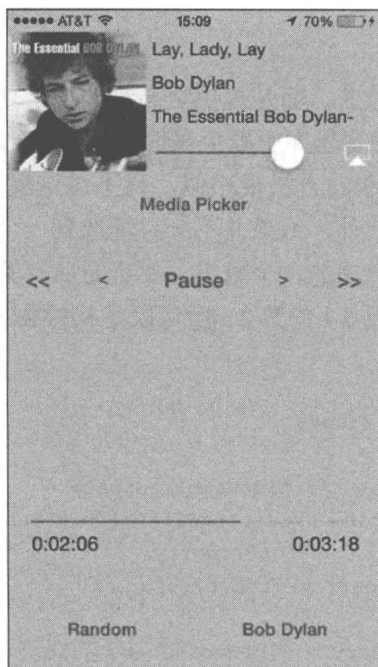 AT&T 15:09 70%
The Essential BOB DYLAN
Lay, Lady, Lay
Bob Dylan
The Essential Bob Dylan-
Media Picker
<< < Pause > >>
0:02:06 0:03:18
Random Bob Dylan